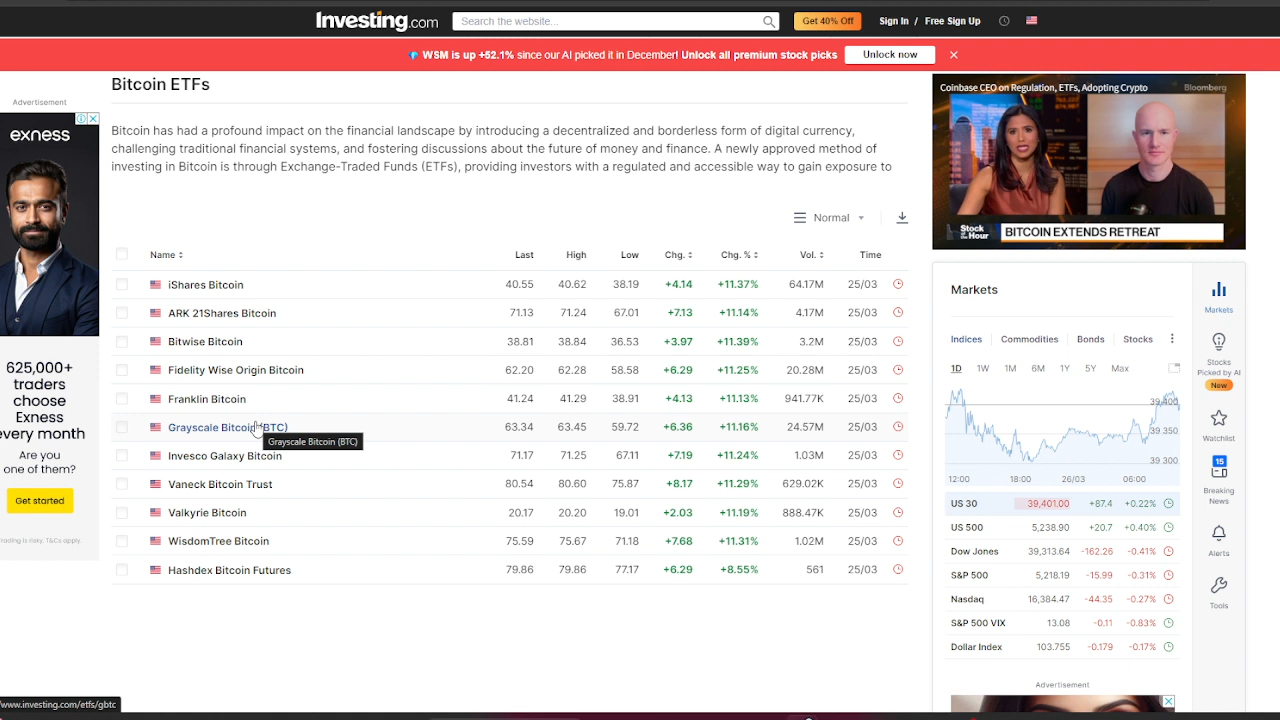 Investing.com
Search the website...
Get 40% Off
Sign In / Free Sign Up
WSM is up +52.1% since our AI picked it in December! Unlock all premium stock picks
Unlock now
Bitcoin ETFs
Bitcoin has had a profound impact on the financial landscape by introducing a decentralized and borderless form of digital currency,
challenging traditional financial systems, and fostering discussions about the future of money and finance. A newly approved method of
investing in Bitcoin is through Exchange-Traded Funds (ETFs), providing investors with a regulated and accessible way to gain exposure to
Normal
Name Last High Low Chg. Chg. % Vol. Time
iShares Bitcoin 40.55 40.62 38.19 +4.14 +11.37% 64.17M 25/03
ARK 21Shares Bitcoin 71.13 71.24 67.01 +7.13 +11.14% 4.17M 25/03
Bitwise Bitcoin 38.81 38.84 36.53 +3.97 +11.39% 3.2M 25/03
Fidelity Wise Origin Bitcoin 62.20 62.28 58.58 +6.29 +11.25% 20.28M 25/03
Franklin Bitcoin 41.24 41.29 38.91 +4.13 +11.13% 941.77K 25/03
Grayscale Bitcoin (BTC) 63.34 63.45 59.72 +6.36 +11.16% 24.57M 25/03
Grayscale Bitcoin (BTC)
Invesco Galaxy Bitcoin 71.17 71.25 67.11 +7.19 +11.24% 1.03M 25/03
Vaneck Bitcoin Trust 80.54 80.60 75.87 +8.17 +11.29% 629.02K 25/03
Valkyrie Bitcoin 20.17 20.20 19.01 +2.03 +11.19% 888.47K 25/03
WisdomTree Bitcoin 75.59 75.67 71.18 +7.68 +11.31% 1.02M 25/03
Hashdex Bitcoin Futures 79.86 79.86 77.17 +6.29 +8.55% 561 25/03
Advertisement
exness
625,000+
traders
choose
Exness
every month
Are you
one of them?
Get started
Trading is risky. T&Cs apply.
/www.investing.com/etfs/gbtc
Coinbase CEO on Regulation, ETFs, Adopting Crypto
Bloomberg
Stock
of the
Hour
BITCOIN EXTENDS RETREAT
Markets
Indices Commodities Bonds Stocks
1D 1W 1M 6M 1Y 5Y Max
39,400
39,350
39 300
12:00 18:00 26/03 06:00
US 30 39,401.00 +87.4 +0.22%
US 500 5,238.90 +20.7 +0.40%
Dow Jones 39,313.64 -162.26 -0.41%
S&P 500 5,218.19 -15.99 -0.31%
Nasdaq 16,384.47 -44.35 -0.27%
S&P 500 VIX 13.08 -0.11 -0.83%
Dollar Index 103.755 -0.179 -0.17%
Advertisement
Markets
Stocks
Picked by AI
New
Watchlist
15
Breaking
News
Alerts
Tools